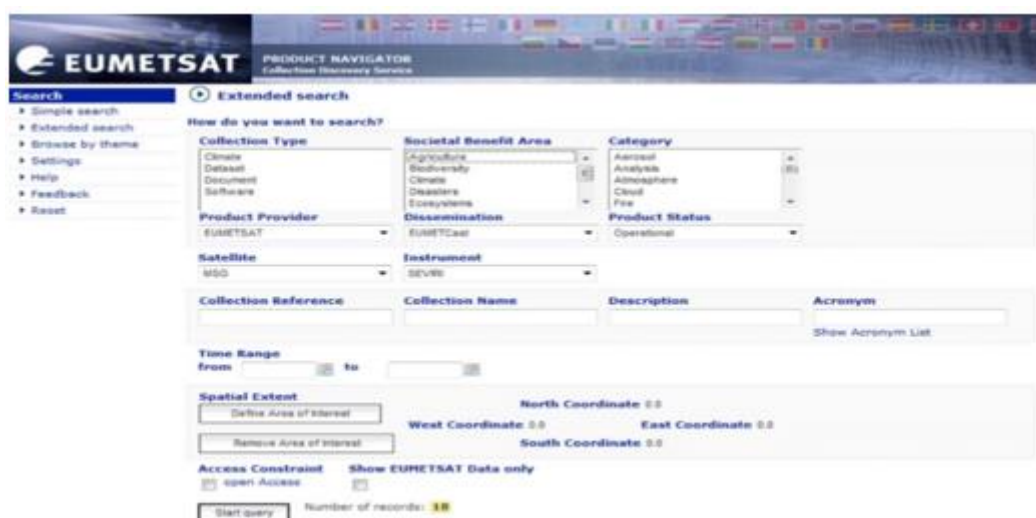 EUMETSAT
PRODUCT NAVIGATOR
Collection Discovery Service
Search
Simple search
Extended search
Browse by theme
Settings
Help
Feedback
Reset
Extended search
How do you want to search?
Collection Type Societal Benefit Area Category
Climate Agriculture Aerosol
Dataset Biodiversity Analysis
Document Climate Atmosphere
Software Disasters Cloud
Ecosystems Fire
Product Provider Dissemination Product Status
EUMETSAT EUMETCast Operational
Satellite Instrument
MSG SEVIRI
Collection Reference Collection Name Description Acronym
Show Acronym List
Time Range
from to
Spatial Extent
Define Area of Interest North Coordinate 0.0
West Coordinate 0.0 East Coordinate 0.0
Remove Area of Interest South Coordinate 0.0
Access Constraint Show EUMETSAT Data only
open Access
Start query Number of records: 18